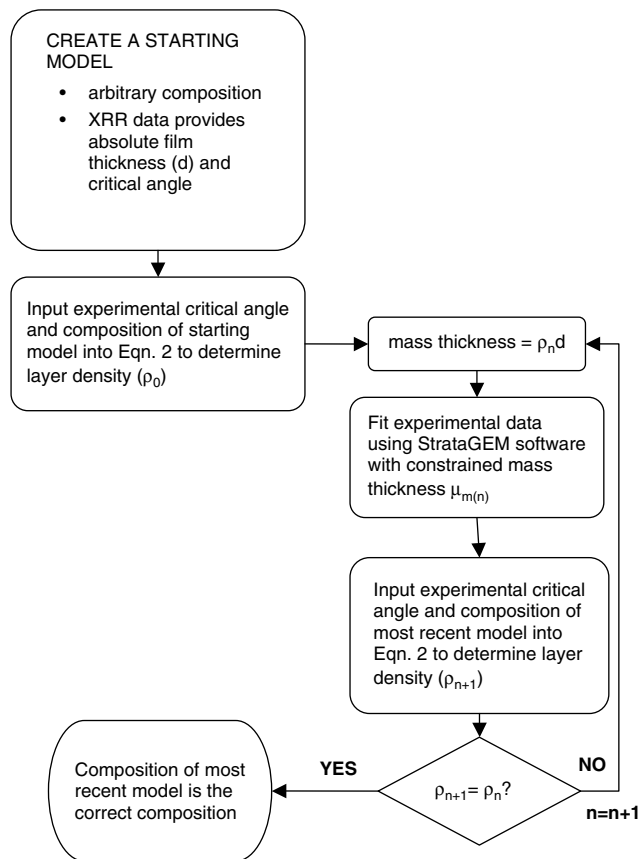 CREATE A STARTING
MODEL
• arbitrary composition
• XRR data provides
absolute film
thickness (d) and
critical angle
Input experimental critical angle
and composition of starting
model into Eqn. 2 to determine
layer density (ρ0)
mass thickness = ρnd
Fit experimental data
using StrataGEM software
with constrained mass
thickness μm(n)
Input experimental critical
angle and composition of
most recent model into
Eqn. 2 to determine layer
density (ρn+1)
ρn+1= ρn?
YES
NO
n=n+1
Composition of most
recent model is the
correct composition